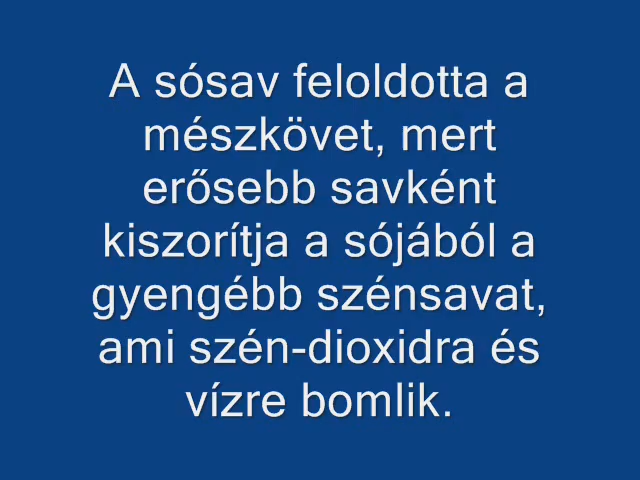 A sósav feloldotta a
mészkövet, mert
erősebb savként
kiszorítja a sójából a
gyengébb szénsavat,
ami szén-dioxidra és
vízre bomlik.